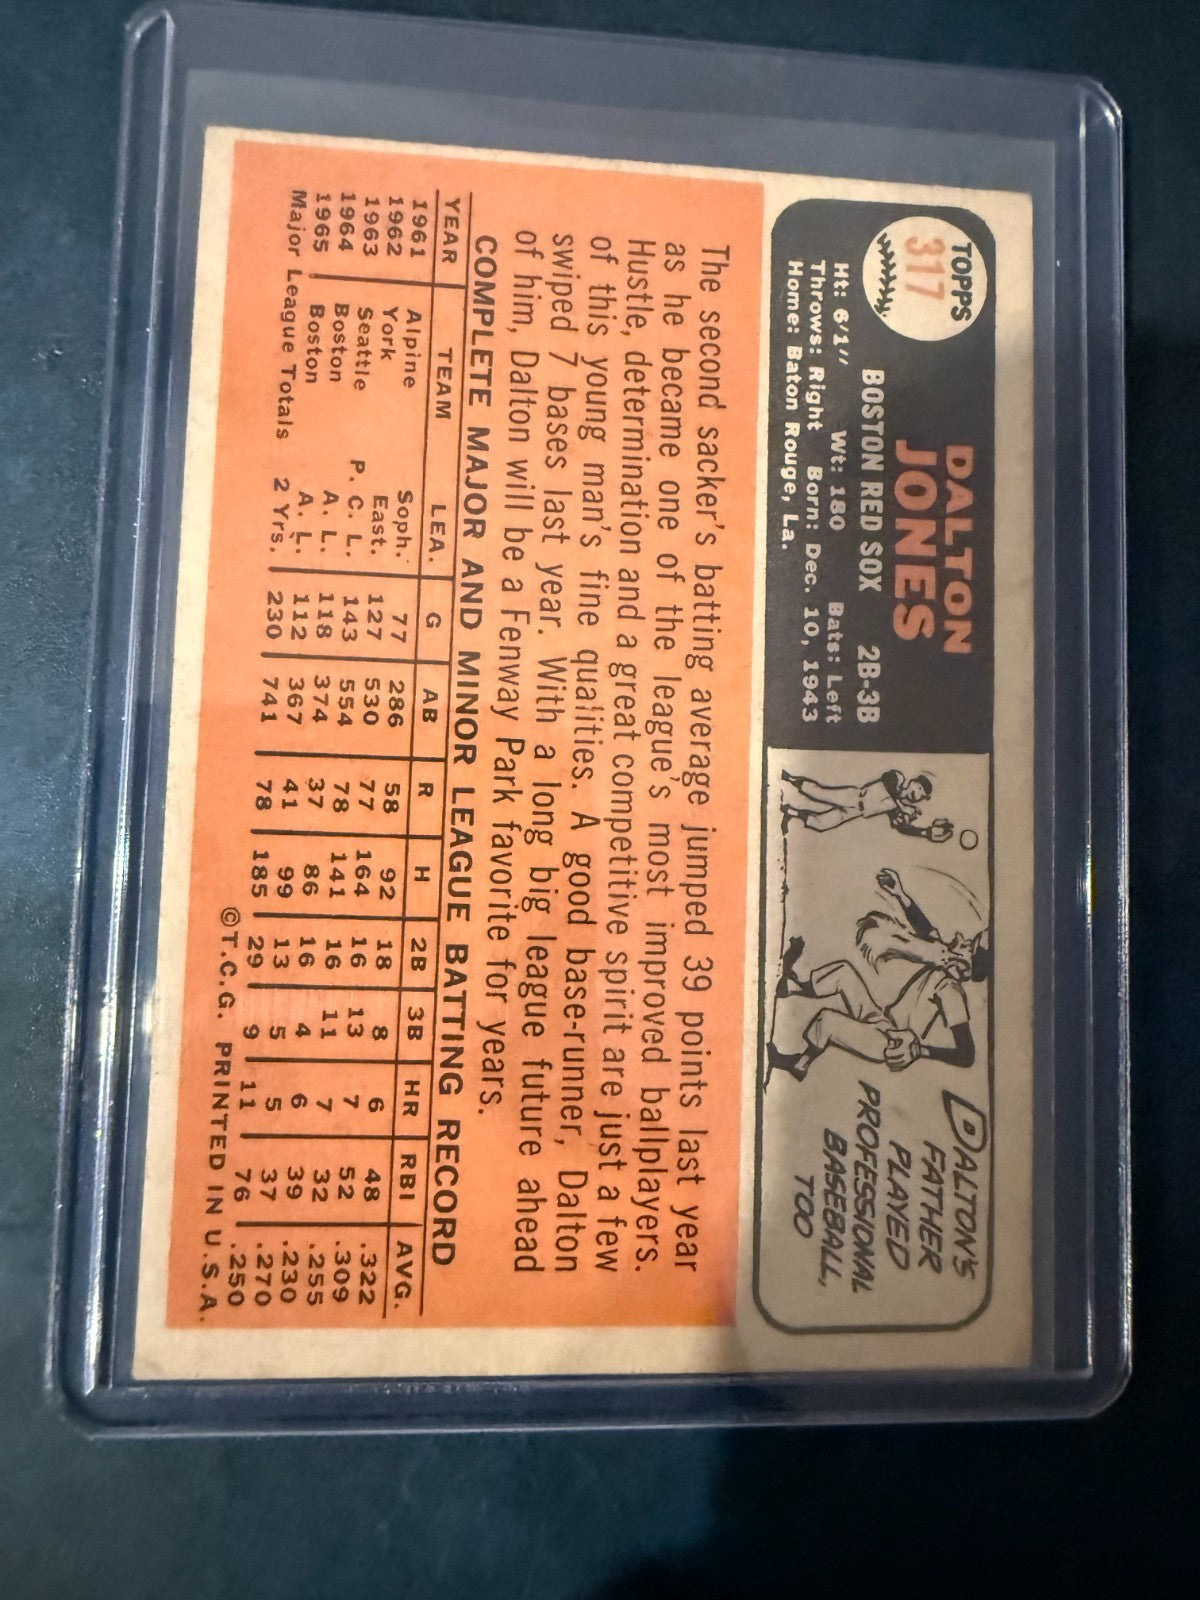 TOPPS
317
DALTON
JONES
BOSTON RED SOX 2B-3B
Ht: 6'1" Wt: 180 Bats: Left
Throws: Right Born: Dec. 10, 1943
Home: Baton Rouge, La.
DALTON'S
FATHER
PLAYED
PROFESSIONAL
BASEBALL,
TOO
The second sacker's batting average jumped 39 points last year
as he became one of the league's most improved ballplayers.
Hustle, determination and a great competitive spirit are just a few
of this young man's fine qualities. A good base-runner, Dalton
swiped 7 bases last year. With a long big league future ahead
of him, Dalton will be a Fenway Park favorite for years.
COMPLETE MAJOR AND MINOR LEAGUE BATTING RECORD
YEAR TEAM LEA. G AB R H 2B 3B HR RBI AVG.
1961 Alpine Soph. 77 286 58 92 18 8 6 48 .322
1962 York East. 127 530 77 164 16 13 7 52 .309
1963 Seattle P. C. L. 143 554 78 141 16 11 7 32 .255
1964 Boston A. L. 118 374 37 86 16 4 6 39 .230
1965 Boston A. L. 112 367 41 99 13 5 5 37 .270
Major League Totals 2 Yrs. 230 741 78 185 29 9 11 76 .250
©T.C.G. PRINTED IN U.S.A.